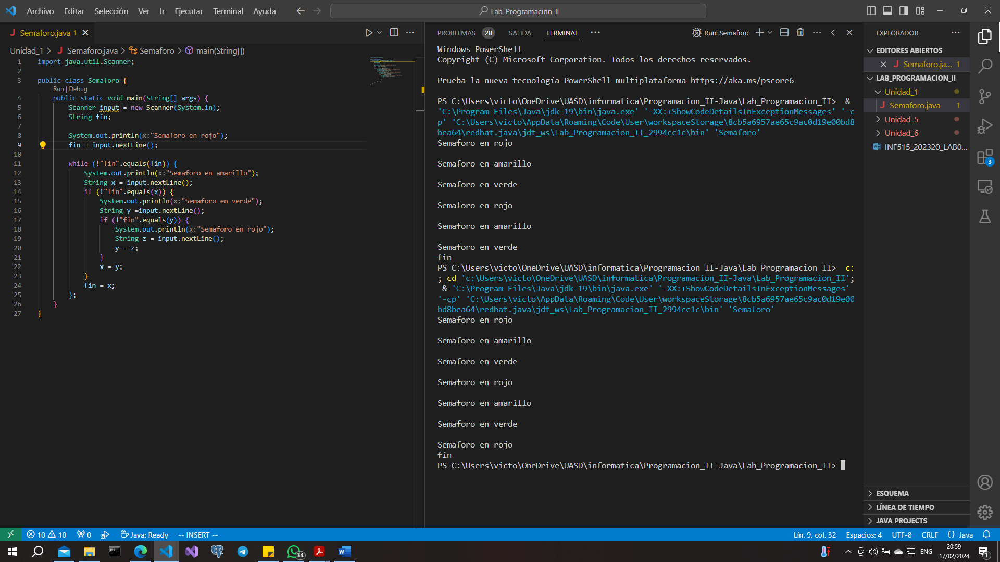 Archivo Editar Selección Ver Ir Ejecutar Terminal Ayuda
Lab_Programacion_II
Semaforo.java 1
Unidad_1 > Semaforo.java > Semaforo > main(String[])
1 import java.util.Scanner;
2
3 public class Semaforo {
Run | Debug
4 public static void main(String[] args) {
5 Scanner input = new Scanner(System.in);
6 String fin;
7
8 System.out.println(x:"Semaforo en rojo");
9 fin = input.nextLine();
10
11 while (!"fin".equals(fin)) {
12 System.out.println(x:"Semaforo en amarillo");
13 String x = input.nextLine();
14 if (!"fin".equals(x)) {
15 System.out.println(x:"Semaforo en verde");
16 String y =input.nextLine();
17 if (!"fin".equals(y)) {
18 System.out.println(x:"Semaforo en rojo");
19 String z = input.nextLine();
20 y = z;
21 }
22 x = y;
23 }
24 fin = x;
25 };
26 }
27 }
PROBLEMAS 20 SALIDA TERMINAL
Run: Semaforo
Windows PowerShell
Copyright (C) Microsoft Corporation. Todos los derechos reservados.
Prueba la nueva tecnología PowerShell multiplataforma https://aka.ms/pscore6
PS C:\Users\victo\OneDrive\UASD\informatica\Programacion_II-Java\Lab_Programacion_II> &
'C:\Program Files\Java\jdk-19\bin\java.exe' '-XX:+ShowCodeDetailsInExceptionMessages' '-c
p' 'C:\Users\victo\AppData\Roaming\Code\User\workspaceStorage\8cb5a6957ae65c9ac0d19e00bd8
bea64\redhat.java\jdt_ws\Lab_Programacion_II_2994cc1c\bin' 'Semaforo'
Semaforo en rojo
Semaforo en amarillo
Semaforo en verde
Semaforo en rojo
Semaforo en amarillo
Semaforo en verde
fin
PS C:\Users\victo\OneDrive\UASD\informatica\Programacion_II-Java\Lab_Programacion_II> c:
; cd 'c:\Users\victo\OneDrive\UASD\informatica\Programacion_II-Java\Lab_Programacion_II';
& 'C:\Program Files\Java\jdk-19\bin\java.exe' '-XX:+ShowCodeDetailsInExceptionMessages'
'-cp' 'C:\Users\victo\AppData\Roaming\Code\User\workspaceStorage\8cb5a6957ae65c9ac0d19e00
bd8bea64\redhat.java\jdt_ws\Lab_Programacion_II_2994cc1c\bin' 'Semaforo'
Semaforo en rojo
Semaforo en amarillo
Semaforo en verde
Semaforo en rojo
Semaforo en amarillo
Semaforo en verde
Semaforo en rojo
fin
PS C:\Users\victo\OneDrive\UASD\informatica\Programacion_II-Java\Lab_Programacion_II>
EXPLORADOR
EDITORES ABIERTOS
Semaforo.ja... 1
LAB_PROGRAMACION_II
Unidad_1
Semaforo.java 1
Unidad_5
Unidad_6
INF515_202320_LAB0...
3
ESQUEMA
LÍNEA DE TIEMPO
JAVA PROJECTS
10 10 0 Java: Ready -- INSERT --
Lín. 9, col. 32 Espacios: 4 UTF-8 CRLF {} Java
34
ENG
20:59
17/02/2024
1